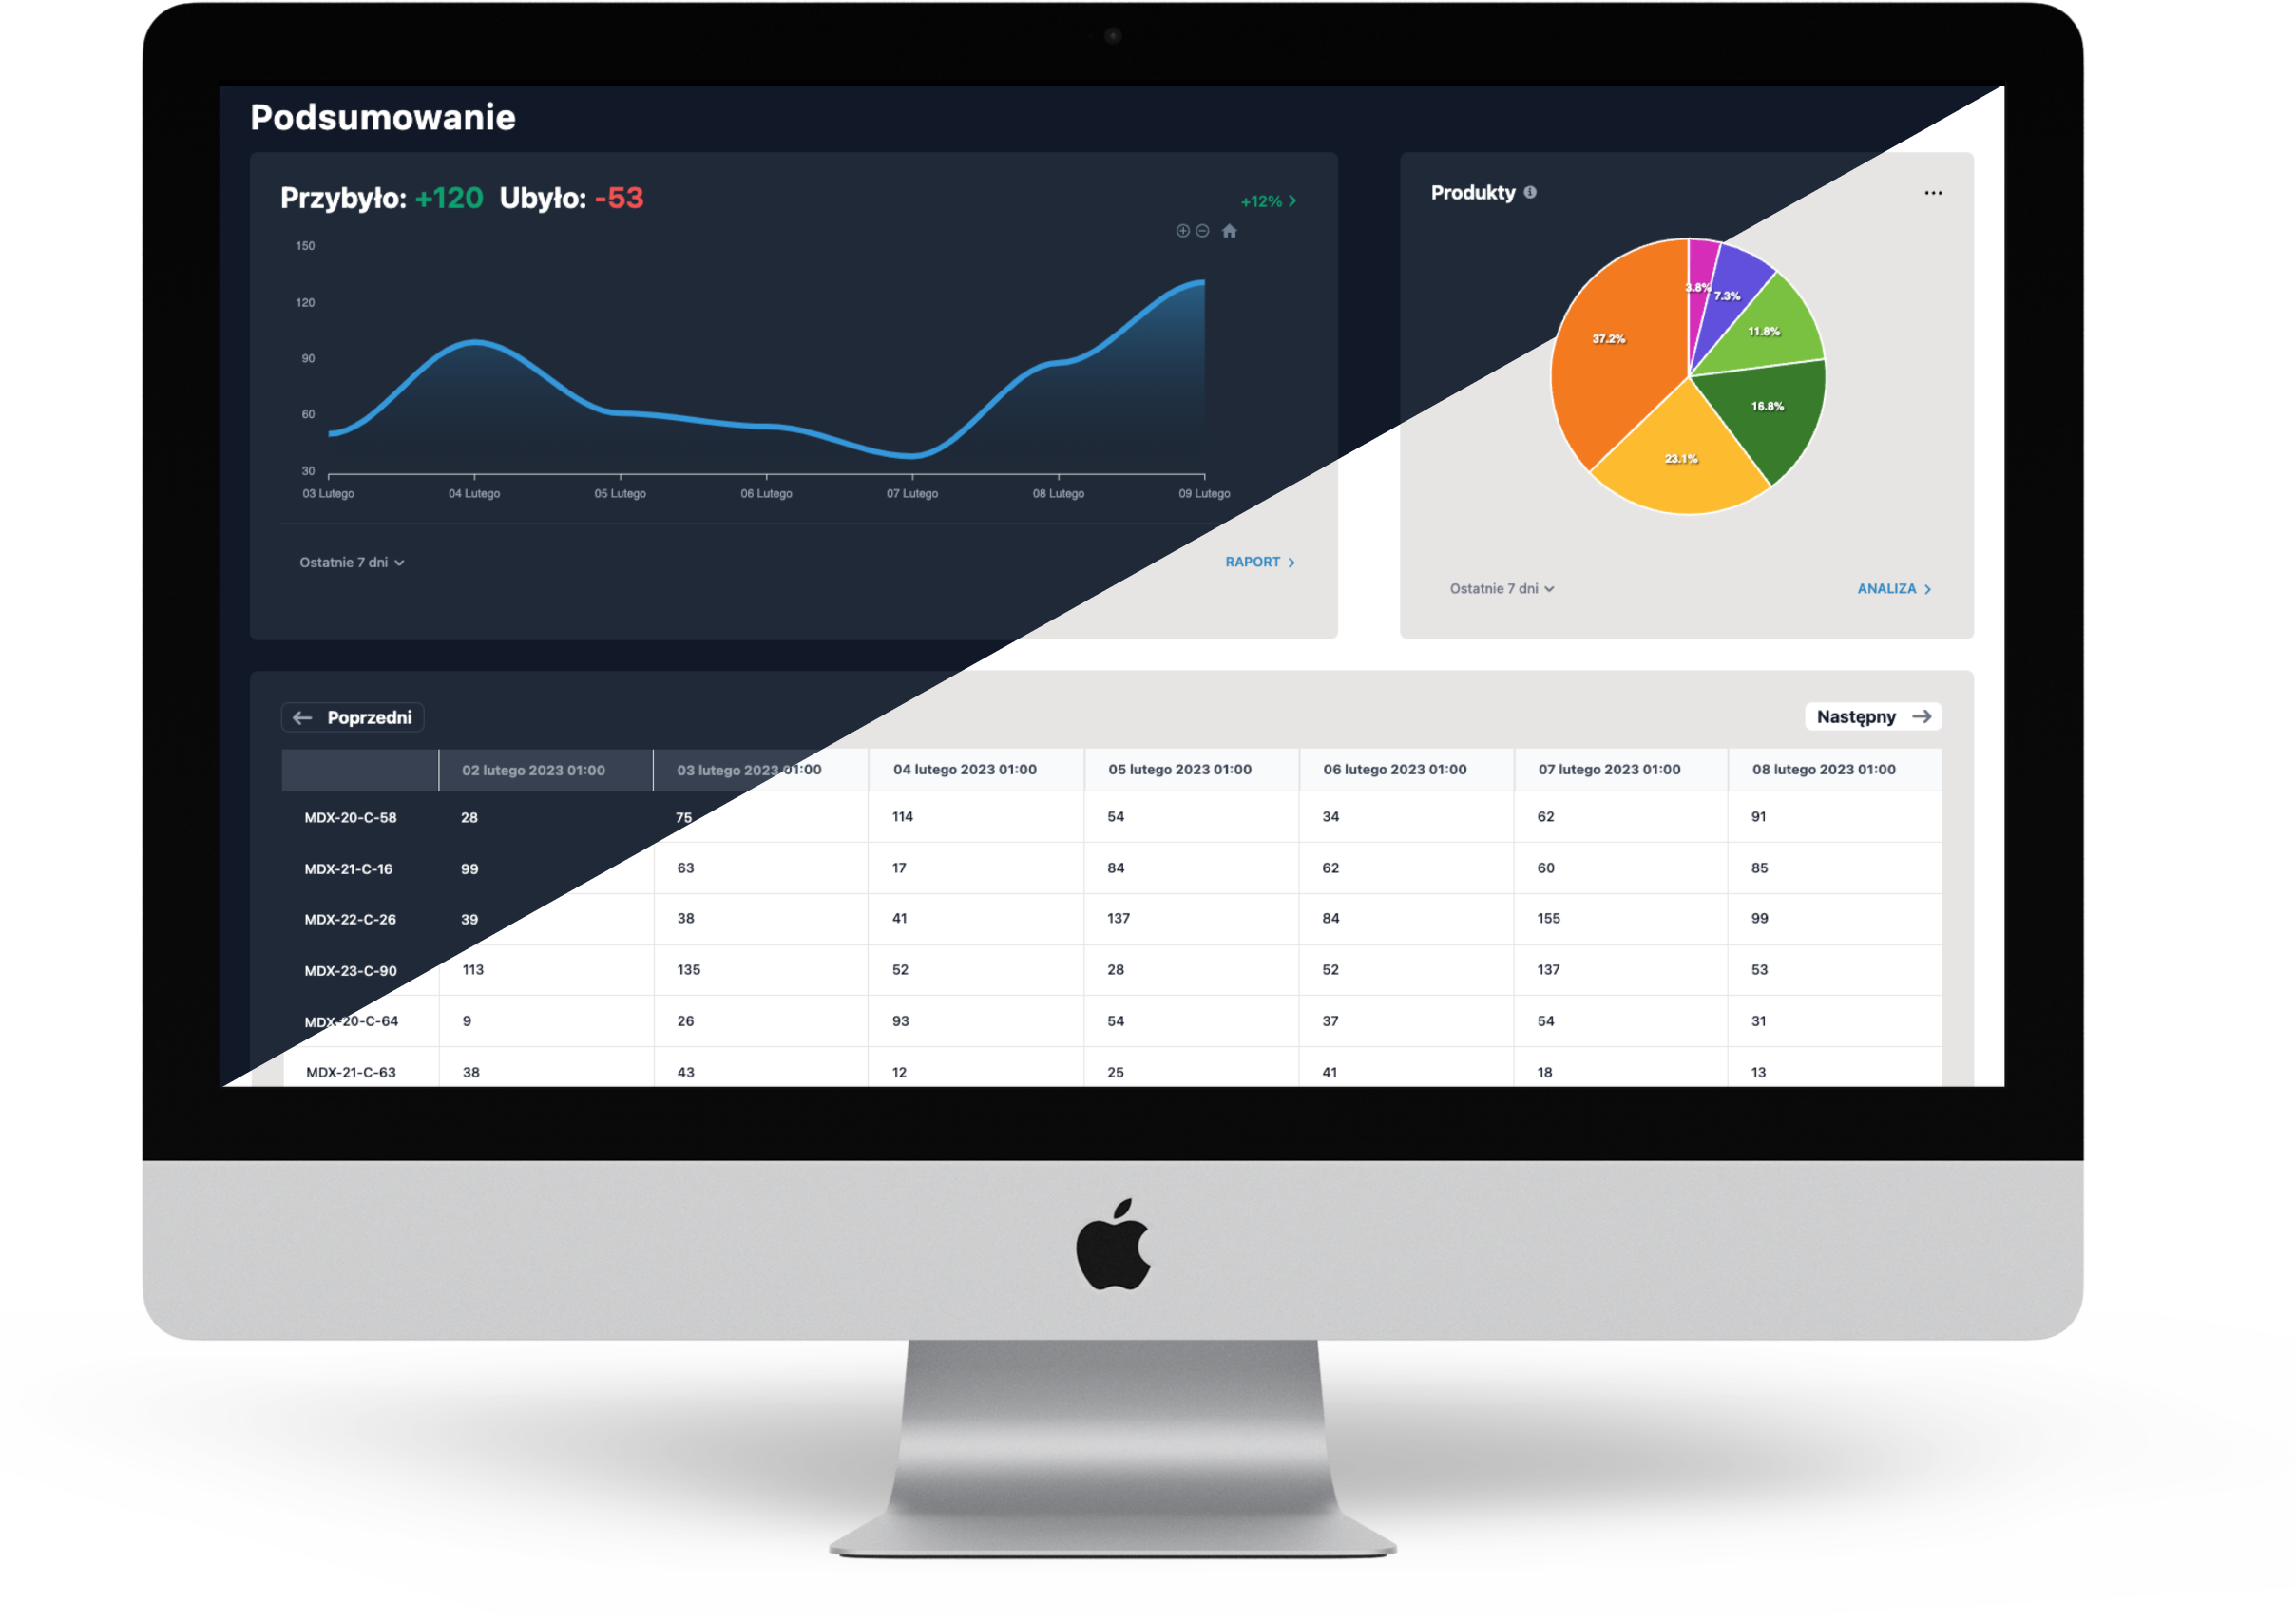 Podsumowanie
Przybyło: +120 Ubyło: -53
+12%
150
120
90
60
30
03 Lutego 04 Lutego 05 Lutego 06 Lutego 07 Lutego 08 Lutego 09 Lutego
Ostatnie 7 dni
RAPORT
Produkty
3.8%
7.3%
11.8%
37.2%
16.8%
23.1%
Ostatnie 7 dni
ANALIZA
Poprzedni
Następny
02 lutego 2023 01:00 03 lutego 2023 01:00 04 lutego 2023 01:00 05 lutego 2023 01:00 06 lutego 2023 01:00 07 lutego 2023 01:00 08 lutego 2023 01:00
MDX-20-C-58 28 75 114 54 34 62 91
MDX-21-C-16 99 63 17 84 62 60 85
MDX-22-C-26 39 38 41 137 84 155 99
MDX-23-C-90 113 135 52 28 52 137 53
MDX-20-C-64 9 26 93 54 37 54 31
MDX-21-C-63 38 43 12 25 41 18 13